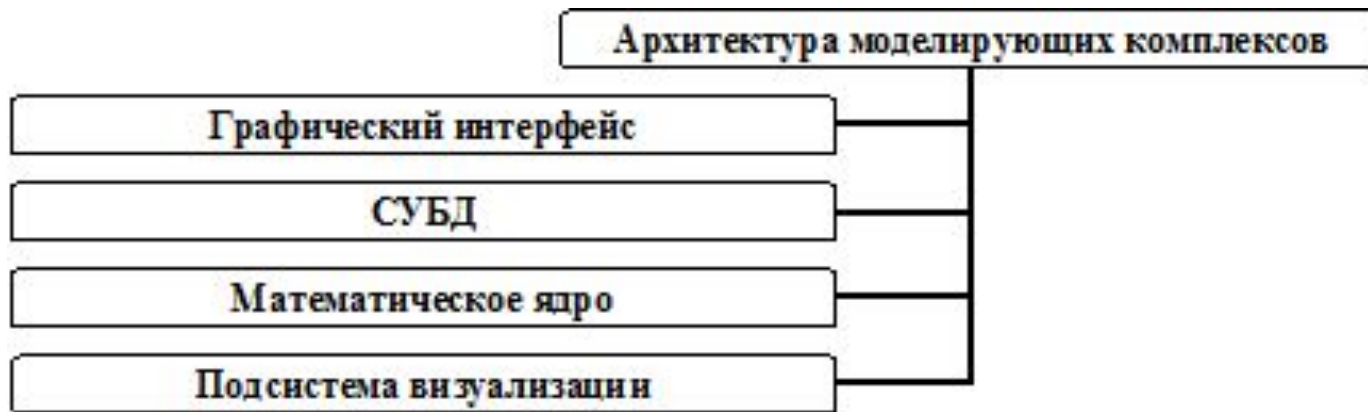 Архитектура моделирующих комплексов
Графический интерфейс
СУБД
Математическое ядро
Подсистема визуализации